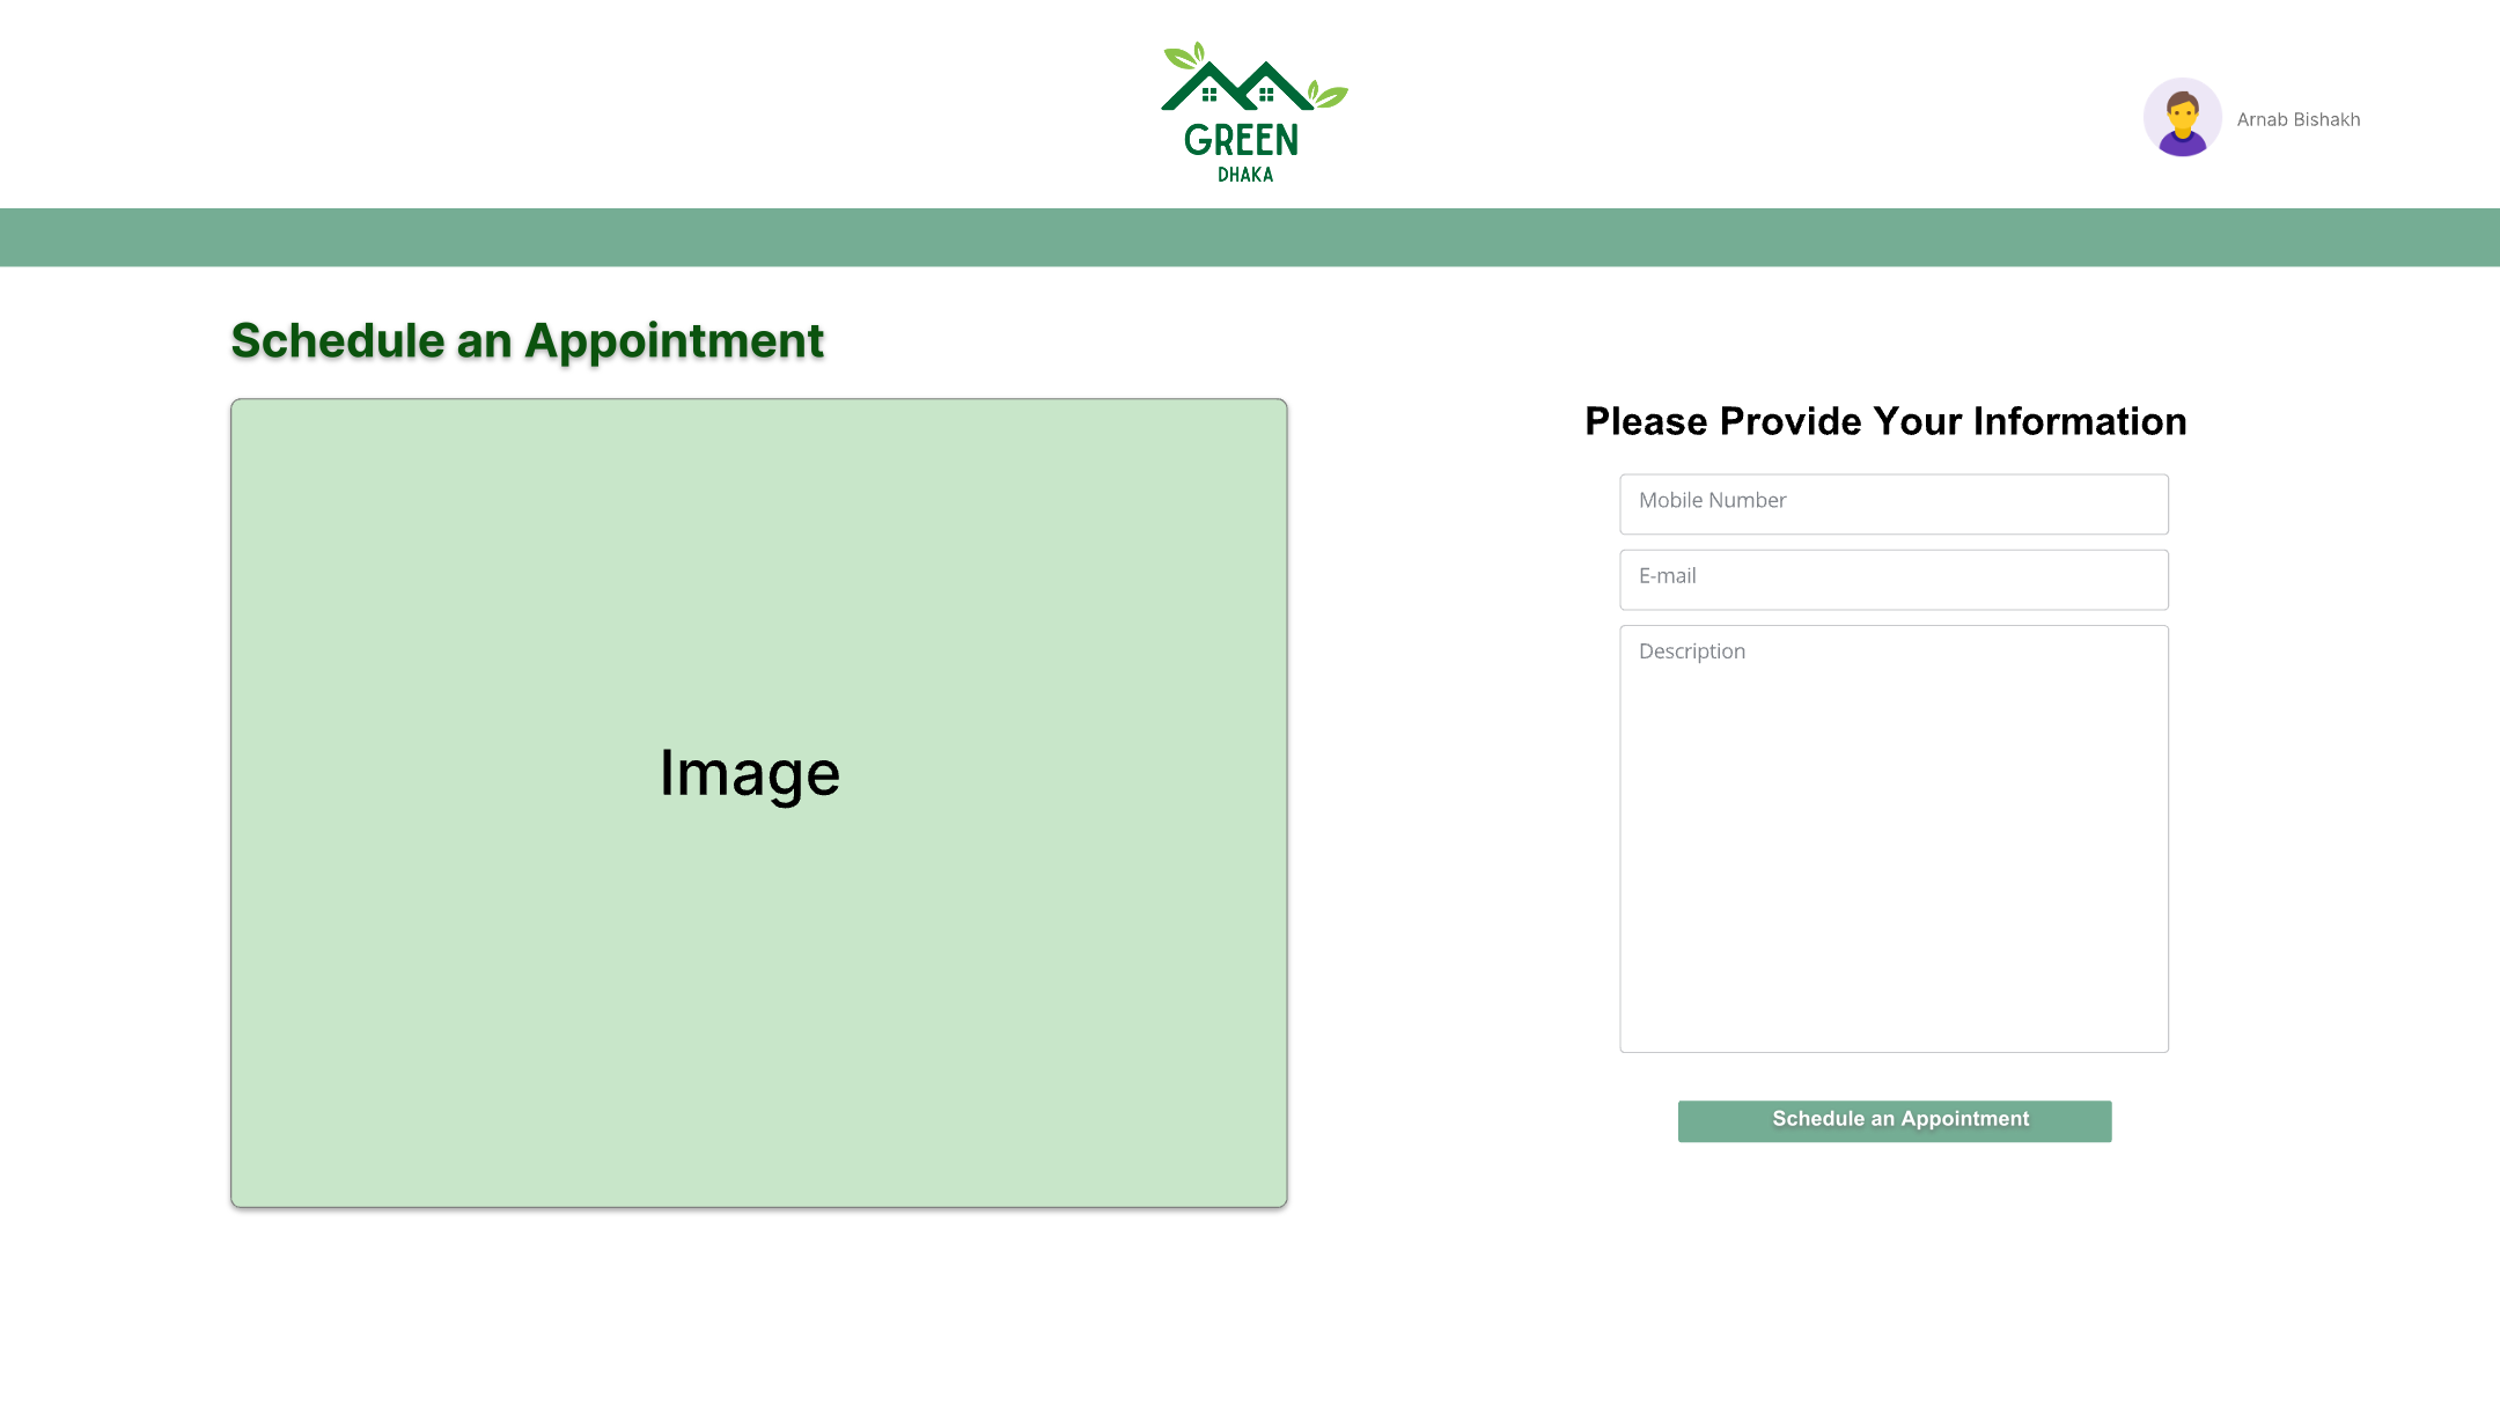 GREEN
DHAKA
Arnab Bishakh
Schedule an Appointment
Image
Please Provide Your Information
Mobile Number
E-mail
Description
Schedule an Appointment